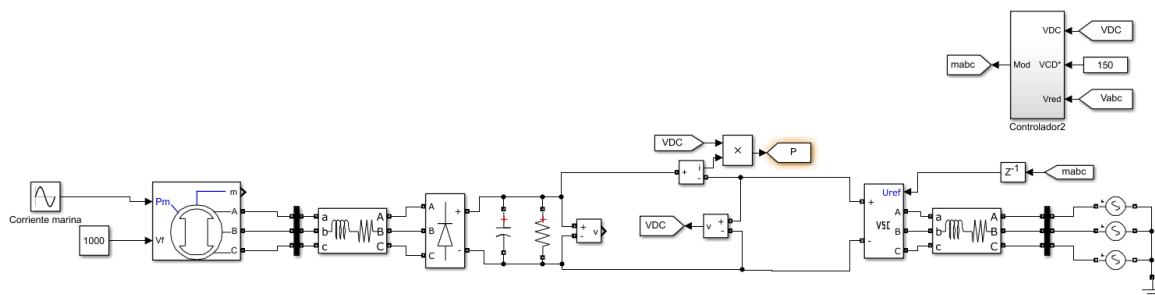 VDC
VDC
mabc
Mod
VCD*
150
Vred
Vabc
Controlador2
VDC
×
P
i
+
-
Z-1
mabc
Corriente marina
Pm
m
A
B
C
1000
Vf
a
b
c
A
B
C
A
B
C
+
-
+
+
+
-
v
VDC
v
+
-
Uref
+
-
VSC
A
B
C
a
b
c
A
B
C
S
S
S